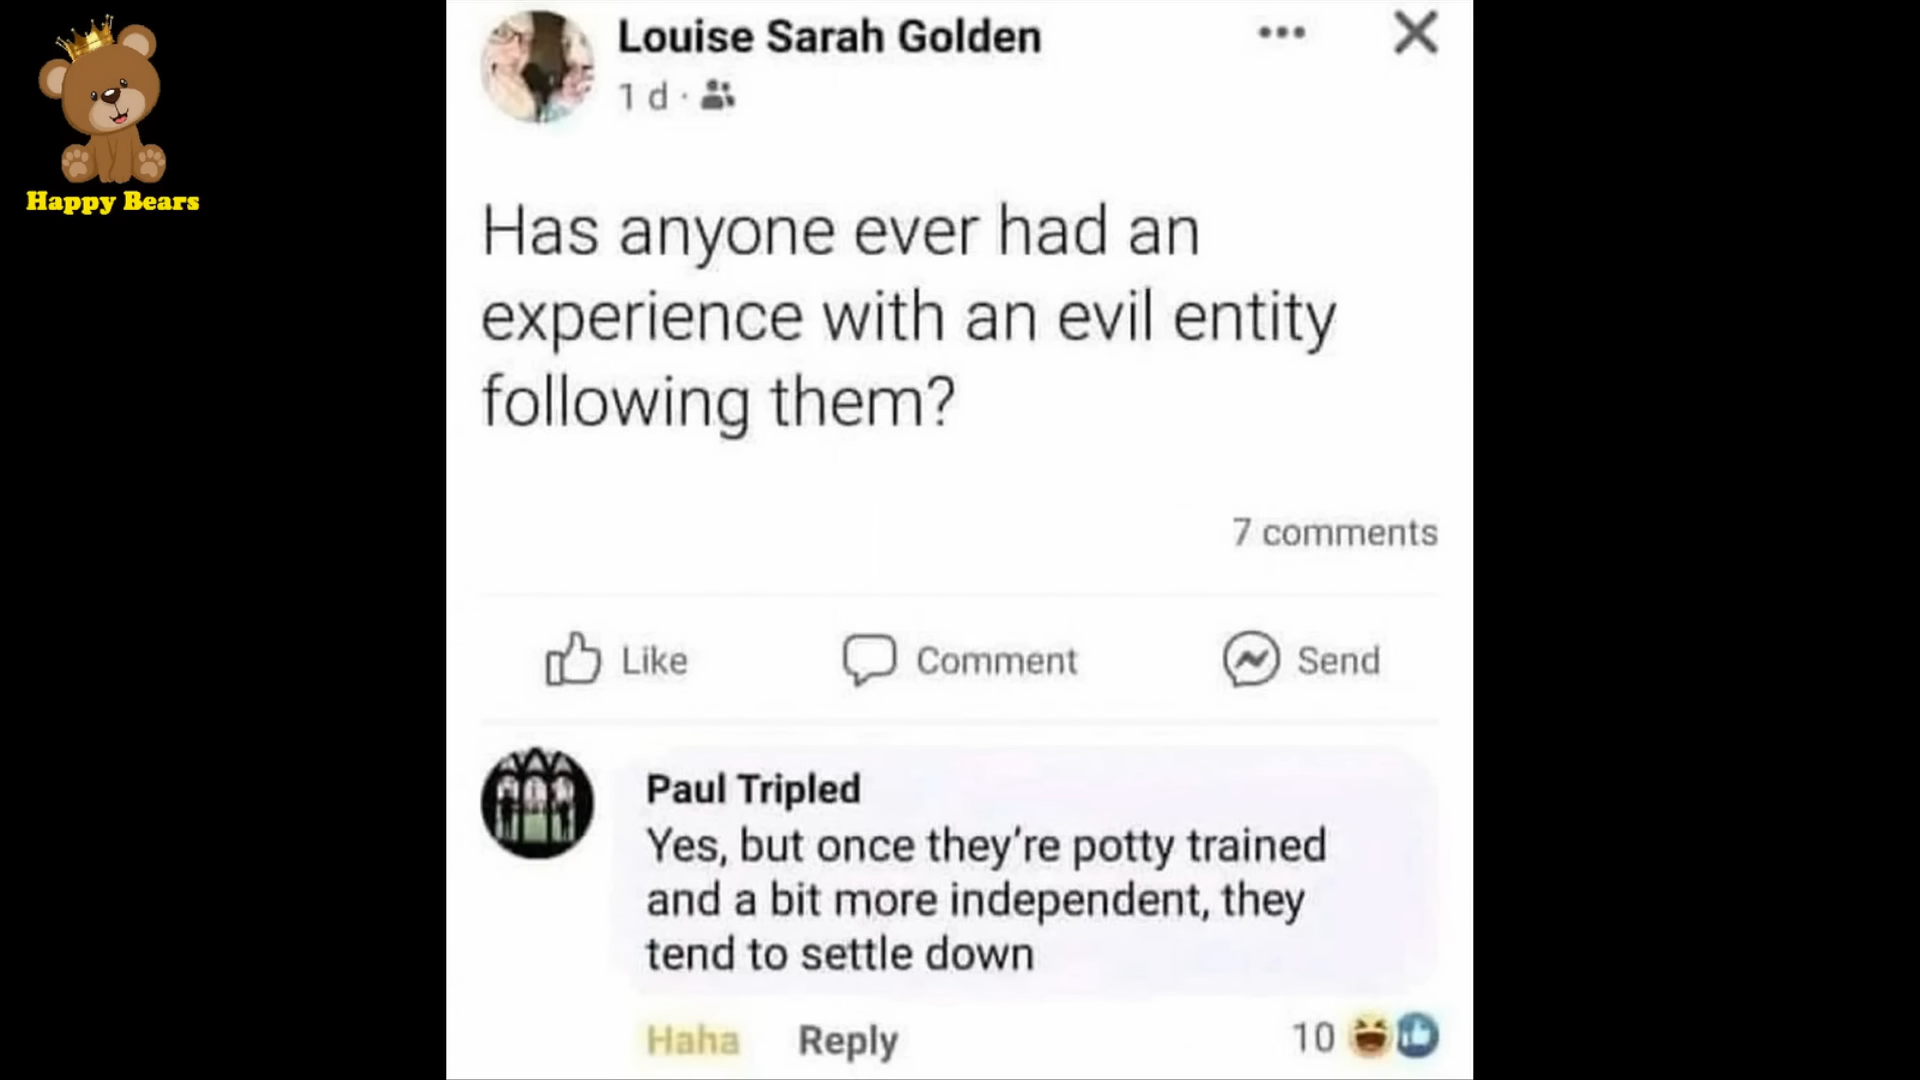 Happy Bears
Louise Sarah Golden
1 d ·
Has anyone ever had an
experience with an evil entity
following them?
7 comments
Like
Comment
Send
Paul Tripled
Yes, but once they're potty trained
and a bit more independent, they
tend to settle down
Haha
Reply
10